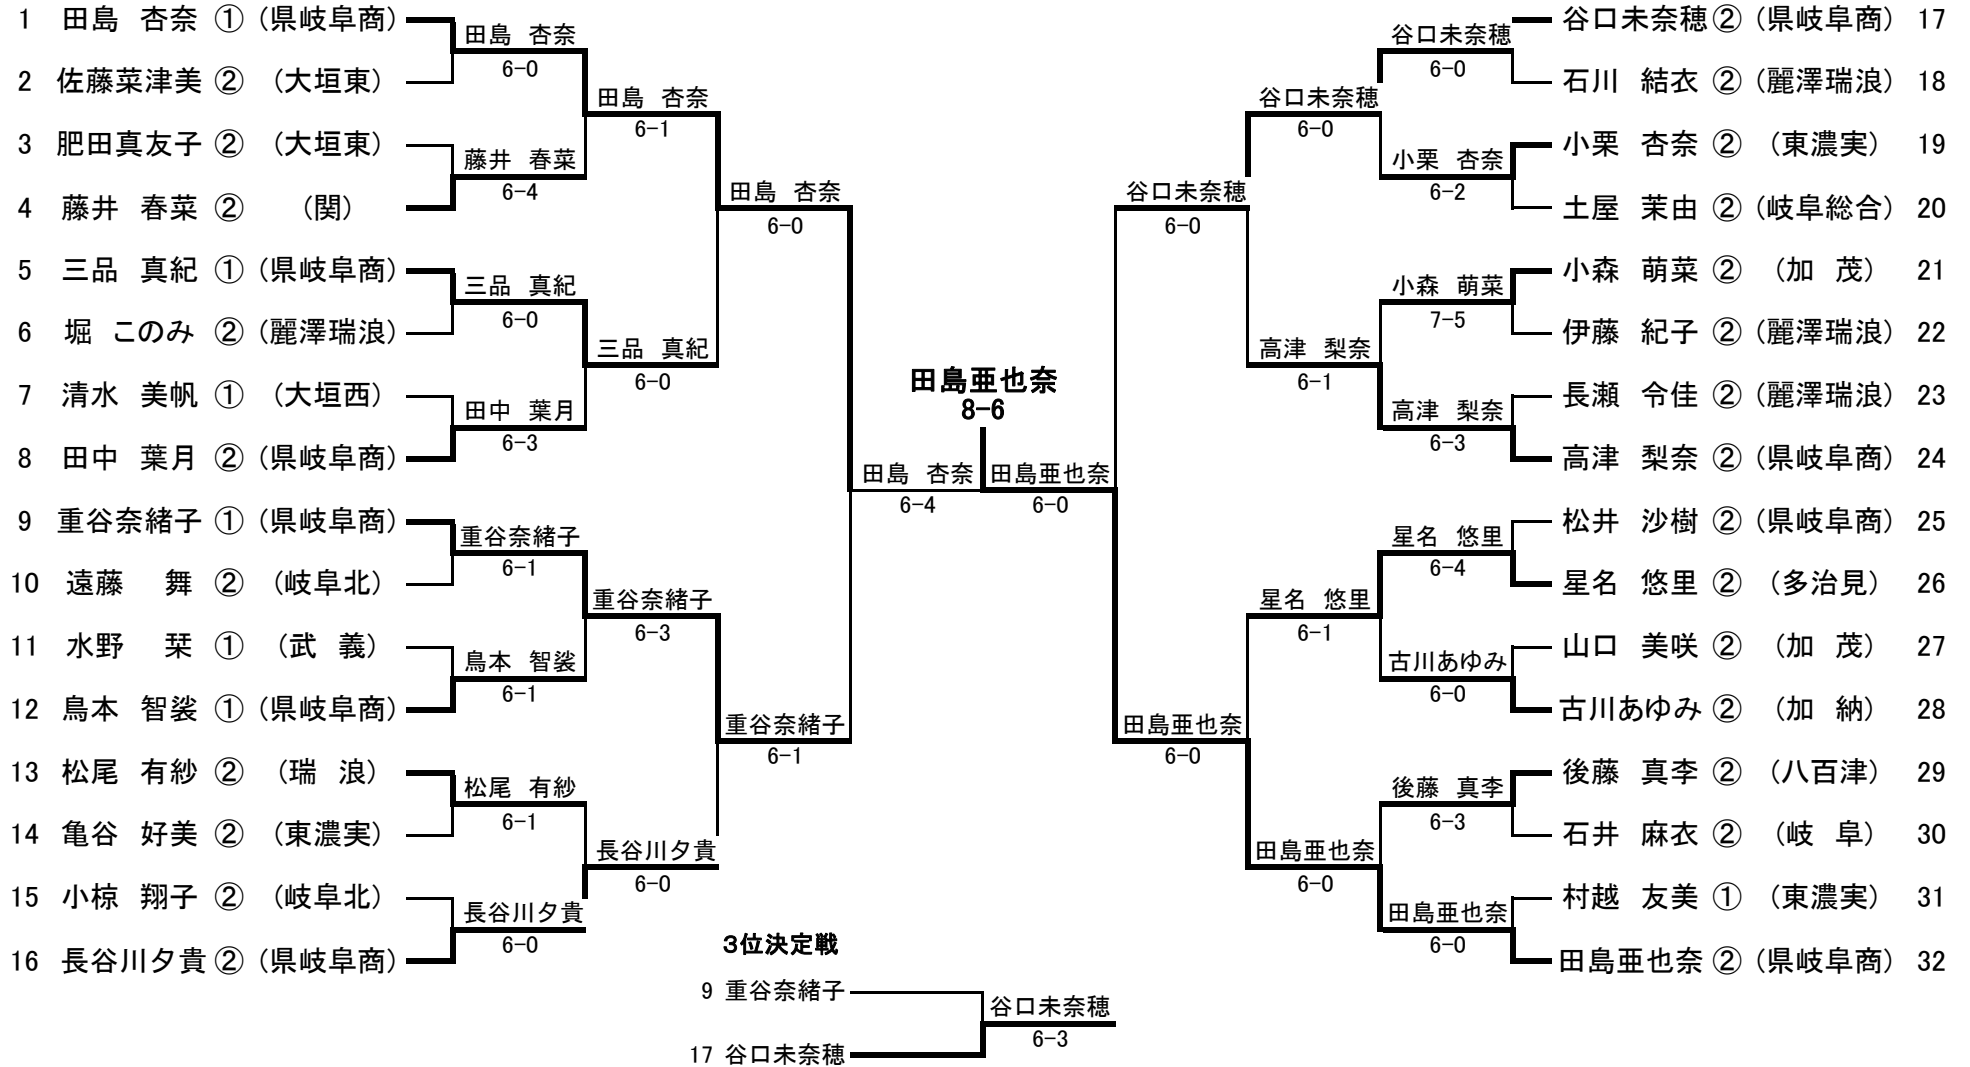 1 田島 杏奈 ① (県岐阜商)
2 佐藤菜津美 ② (大垣東)
3 肥田真友子 ② (大垣東)
4 藤井 春菜 ② (関)
5 三品 真紀 ① (県岐阜商)
6 堀 このみ ② (麗澤瑞浪)
7 清水 美帆 ① (大垣西)
8 田中 葉月 ② (県岐阜商)
9 重谷奈緒子 ① (県岐阜商)
10 遠藤 舞 ② (岐阜北)
11 水野 栞 ① (武 義)
12 鳥本 智裟 ① (県岐阜商)
13 松尾 有紗 ② (瑞 浪)
14 亀谷 好美 ② (東濃実)
15 小椋 翔子 ② (岐阜北)
16 長谷川夕貴 ② (県岐阜商)
田島 杏奈
6-0
藤井 春菜
6-4
三品 真紀
6-0
田中 葉月
6-3
重谷奈緒子
6-1
鳥本 智裟
6-1
松尾 有紗
6-1
長谷川夕貴
6-0
田島 杏奈
6-1
三品 真紀
6-0
重谷奈緒子
6-3
長谷川夕貴
6-0
田島 杏奈
6-0
重谷奈緒子
6-1
田島 杏奈
6-4
田島亜也奈
8-6
田島亜也奈
6-0
谷口未奈穂
6-0
田島亜也奈
6-0
谷口未奈穂
6-0
高津 梨奈
6-1
星名 悠里
6-1
田島亜也奈
6-0
谷口未奈穂
6-0
小栗 杏奈
6-2
小森 萌菜
7-5
高津 梨奈
6-3
星名 悠里
6-4
古川あゆみ
6-0
後藤 真李
6-3
田島亜也奈
6-0
谷口未奈穂 ② (県岐阜商) 17
石川 結衣 ② (麗澤瑞浪) 18
小栗 杏奈 ② (東濃実) 19
土屋 茉由 ② (岐阜総合) 20
小森 萌菜 ② (加 茂) 21
伊藤 紀子 ② (麗澤瑞浪) 22
長瀬 令佳 ② (麗澤瑞浪) 23
高津 梨奈 ② (県岐阜商) 24
松井 沙樹 ② (県岐阜商) 25
星名 悠里 ② (多治見) 26
山口 美咲 ② (加 茂) 27
古川あゆみ ② (加 納) 28
後藤 真李 ② (八百津) 29
石井 麻衣 ② (岐 阜) 30
村越 友美 ① (東濃実) 31
田島亜也奈 ② (県岐阜商) 32
3位決定戦
9 重谷奈緒子
17 谷口未奈穂
谷口未奈穂
6-3